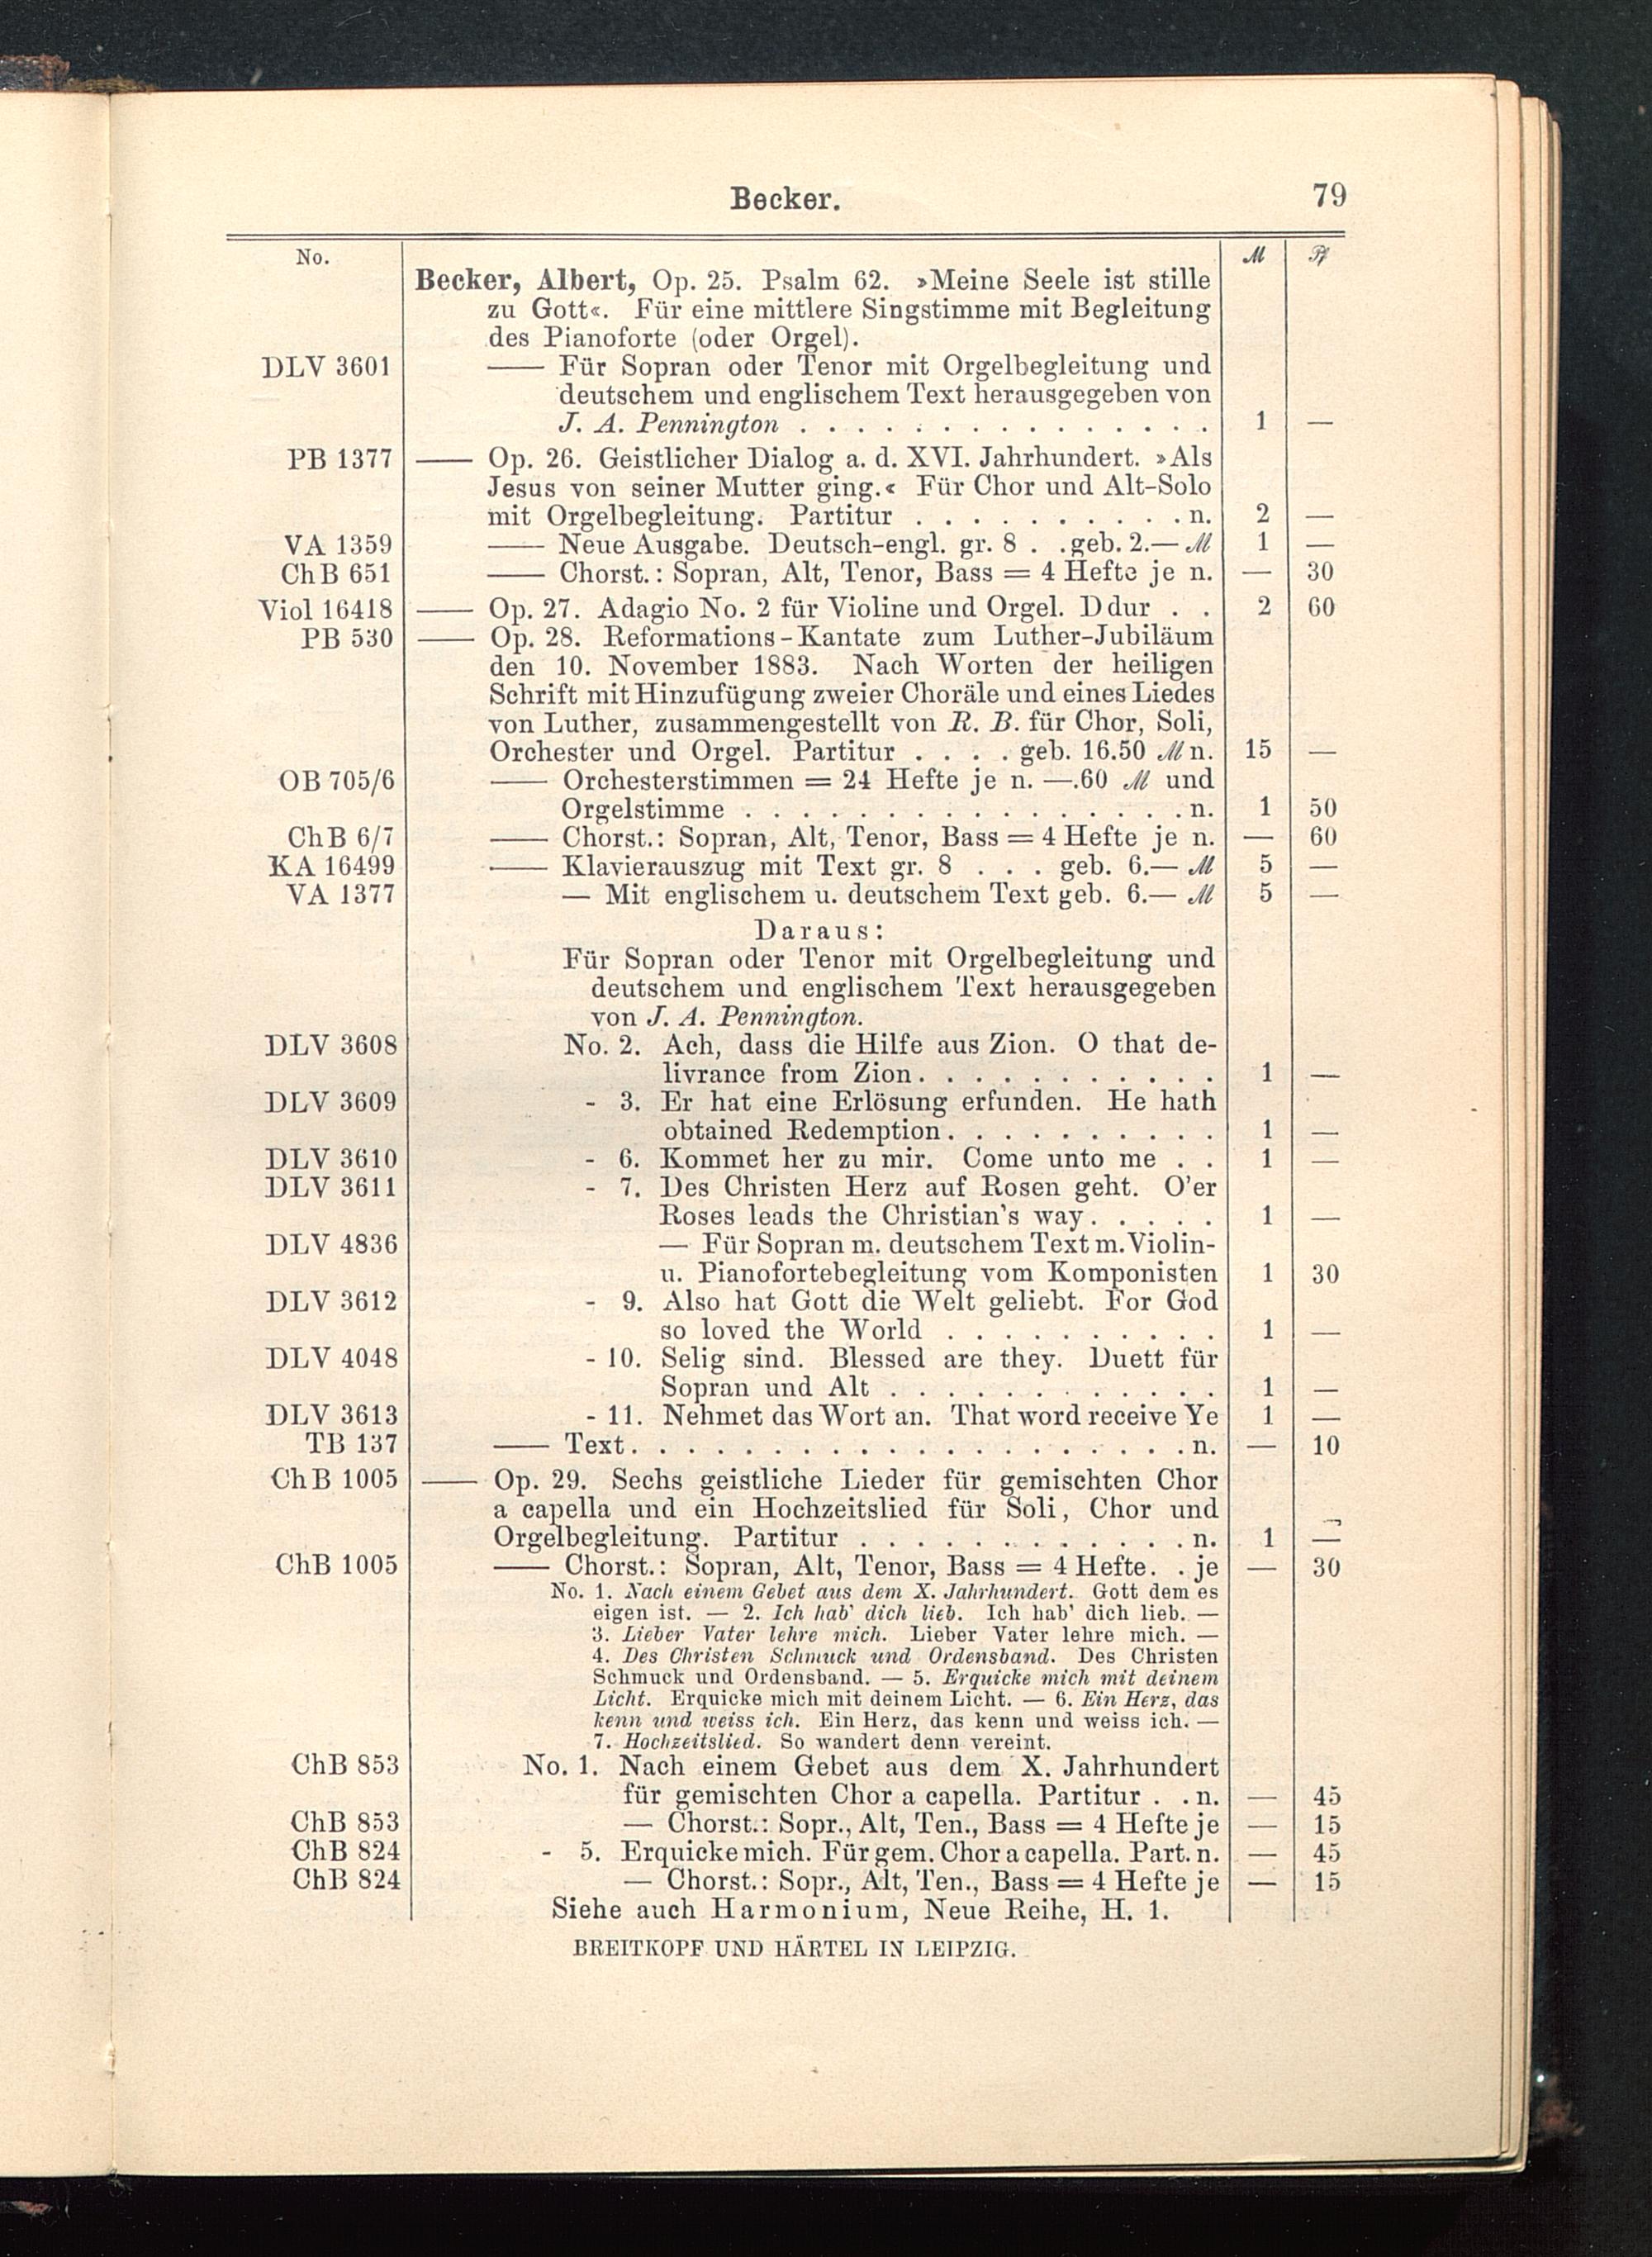 Becker. 79
No. M Pf
Becker, Albert, Op. 25. Psalm 62. »Meine Seele ist stille
zu Gott«. Für eine mittlere Singstimme mit Begleitung
des Pianoforte (oder Orgel).
DLV 3601 —— Für Sopran oder Tenor mit Orgelbegleitung und
deutschem und englischem Text herausgegeben von
J. A. Pennington . . . . . . . . . . . . . . . 1 —
PB 1377 —— Op. 26. Geistlicher Dialog a. d. XVI. Jahrhundert. »Als
Jesus von seiner Mutter ging.« Für Chor und Alt-Solo
mit Orgelbegleitung. Partitur . . . . . . . . . . n. 2 —
VA 1359 —— Neue Ausgabe. Deutsch-engl. gr. 8 . . geb. 2.— M 1 —
ChB 651 —— Chorst.: Sopran, Alt, Tenor, Bass = 4 Hefte je n. — 30
Viol 16418 —— Op. 27. Adagio No. 2 für Violine und Orgel. Ddur . . 2 60
PB 530 —— Op. 28. Reformations-Kantate zum Luther-Jubiläum
den 10. November 1883. Nach Worten der heiligen
Schrift mit Hinzufügung zweier Choräle und eines Liedes
von Luther, zusammengestellt von R. B. für Chor, Soli,
Orchester und Orgel. Partitur . . . . geb. 16.50 M n. 15 —
OB 705/6 —— Orchesterstimmen = 24 Hefte je n. —.60 M und
Orgelstimme . . . . . . . . . . . . . . . . n. 1 50
ChB 6/7 —— Chorst.: Sopran, Alt, Tenor, Bass = 4 Hefte je n. — 60
KA 16499 —— Klavierauszug mit Text gr. 8 . . . geb. 6.— M 5 —
VA 1377 — Mit englischem u. deutschem Text geb. 6.— M 5 —
Daraus:
Für Sopran oder Tenor mit Orgelbegleitung und
deutschem und englischem Text herausgegeben
von J. A. Pennington.
DLV 3608 No. 2. Ach, dass die Hilfe aus Zion. O that de-
livrance from Zion. . . . . . . . . . . 1 —
DLV 3609 - 3. Er hat eine Erlösung erfunden. He hath
obtained Redemption. . . . . . . . . . 1 —
DLV 3610 - 6. Kommet her zu mir. Come unto me . . 1 —
DLV 3611 - 7. Des Christen Herz auf Rosen geht. O'er
Roses leads the Christian's way. . . . . 1 —
DLV 4836 — Für Sopran m. deutschem Text m. Violin-
u. Pianofortebegleitung vom Komponisten 1 30
DLV 3612 - 9. Also hat Gott die Welt geliebt. For God
so loved the World . . . . . . . . . . 1 —
DLV 4048 - 10. Selig sind. Blessed are they. Duett für
Sopran und Alt . . . . . . . . . . . . 1 —
DLV 3613 - 11. Nehmet das Wort an. That word receive Ye 1 —
TB 137 —— Text. . . . . . . . . . . . . . . . . . . . n. — 10
ChB 1005 —— Op. 29. Sechs geistliche Lieder für gemischten Chor
a capella und ein Hochzeitslied für Soli, Chor und
Orgelbegleitung. Partitur . . . . . . . . . . . . n. 1 —
ChB 1005 —— Chorst.: Sopran, Alt, Tenor, Bass = 4 Hefte. . je — 30
No. 1. Nach einem Gebet aus dem X. Jahrhundert. Gott dem es
eigen ist. — 2. Ich hab' dich lieb. Ich hab' dich lieb. —
3. Lieber Vater lehre mich. Lieber Vater lehre mich. —
4. Des Christen Schmuck und Ordensband. Des Christen
Schmuck und Ordensband. — 5. Erquicke mich mit deinem
Licht. Erquicke mich mit deinem Licht. — 6. Ein Herz, das
kenn und weiss ich. Ein Herz, das kenn und weiss ich. —
7. Hochzeitslied. So wandert denn vereint.
ChB 853 No. 1. Nach einem Gebet aus dem X. Jahrhundert
für gemischten Chor a capella. Partitur . . n. — 45
ChB 853 — Chorst.: Sopr., Alt, Ten., Bass = 4 Hefte je — 15
ChB 824 - 5. Erquicke mich. Für gem. Chor a capella. Part. n. — 45
ChB 824 — Chorst.: Sopr., Alt, Ten., Bass = 4 Hefte je — 15
Siehe auch Harmonium, Neue Reihe, H. 1.
BREITKOPF UND HÄRTEL IN LEIPZIG.